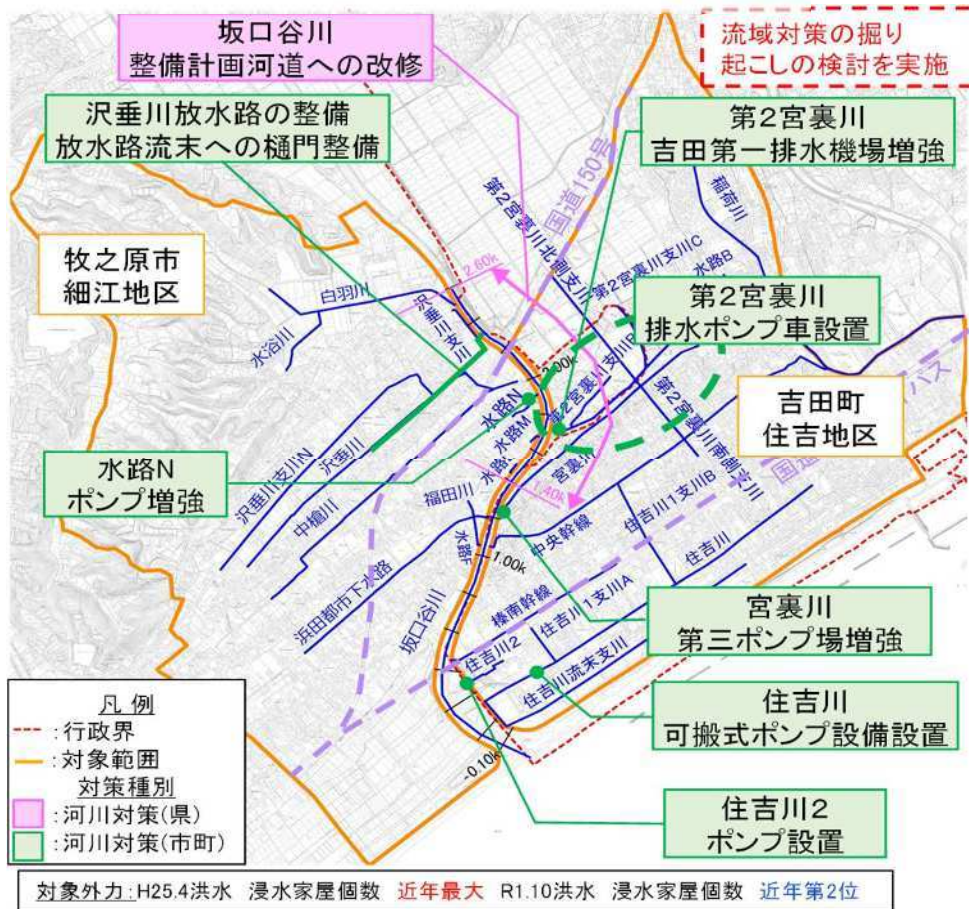 坂口谷川
整備計画河道への改修
流域対策の掘り
起こしの検討を実施
沢垂川放水路の整備
放水路流末への樋門整備
第2宮裏川
吉田第一排水機場増強
国道150号
第2宮裏川北側支川
稲荷川
第2宮裏川支川C
水路B
牧之原市
細江地区
2.60k
白羽川
沢垂川支川
水谷川
第2宮裏川
排水ポンプ車設置
2.00k
第2宮裏川支川B
水路N
水路M
第2宮裏川南側支川
バス
吉田町
住吉地区
国道
水路N
ポンプ増強
沢垂川支川N
沢垂川
中槍川
福田川
宮裏川
1.40k
水路F
1.00k
中央幹線
住吉川1支川B
住吉川
浜田都市下水路
坂口谷川
榛南幹線
住吉川1支川A
宮裏川
第三ポンプ場増強
住吉川2
住吉川流末支川
住吉川
可搬式ポンプ設備設置
-0.10k
住吉川2
ポンプ設置
凡例
:行政界
:対象範囲
対策種別
:河川対策(県)
:河川対策(市町)
対象外力:H25.4洪水 浸水家屋個数 近年最大 R1.10洪水 浸水家屋個数 近年第2位